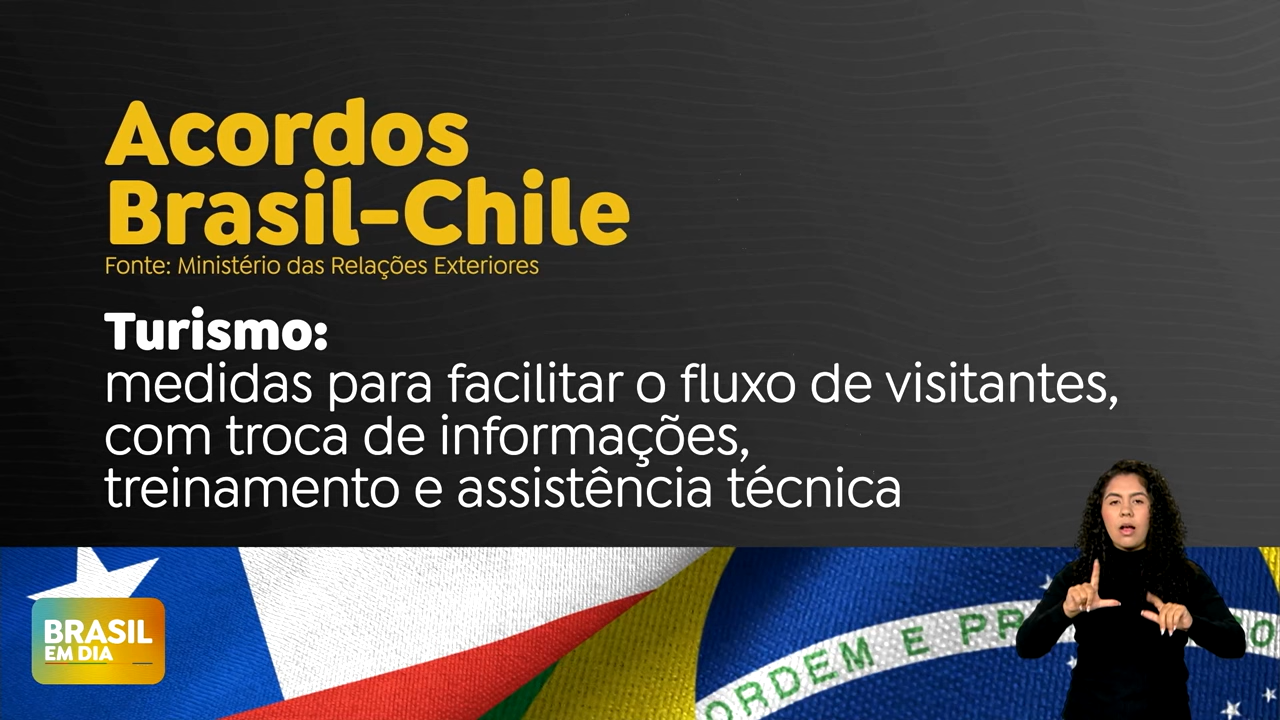 Acordos
Brasil-Chile
Fonte: Ministério das Relações Exteriores
Turismo:
medidas para facilitar o fluxo de visitantes,
com troca de informações,
treinamento e assistência técnica
BRASIL
EM DIA
ORDEM E PR
O